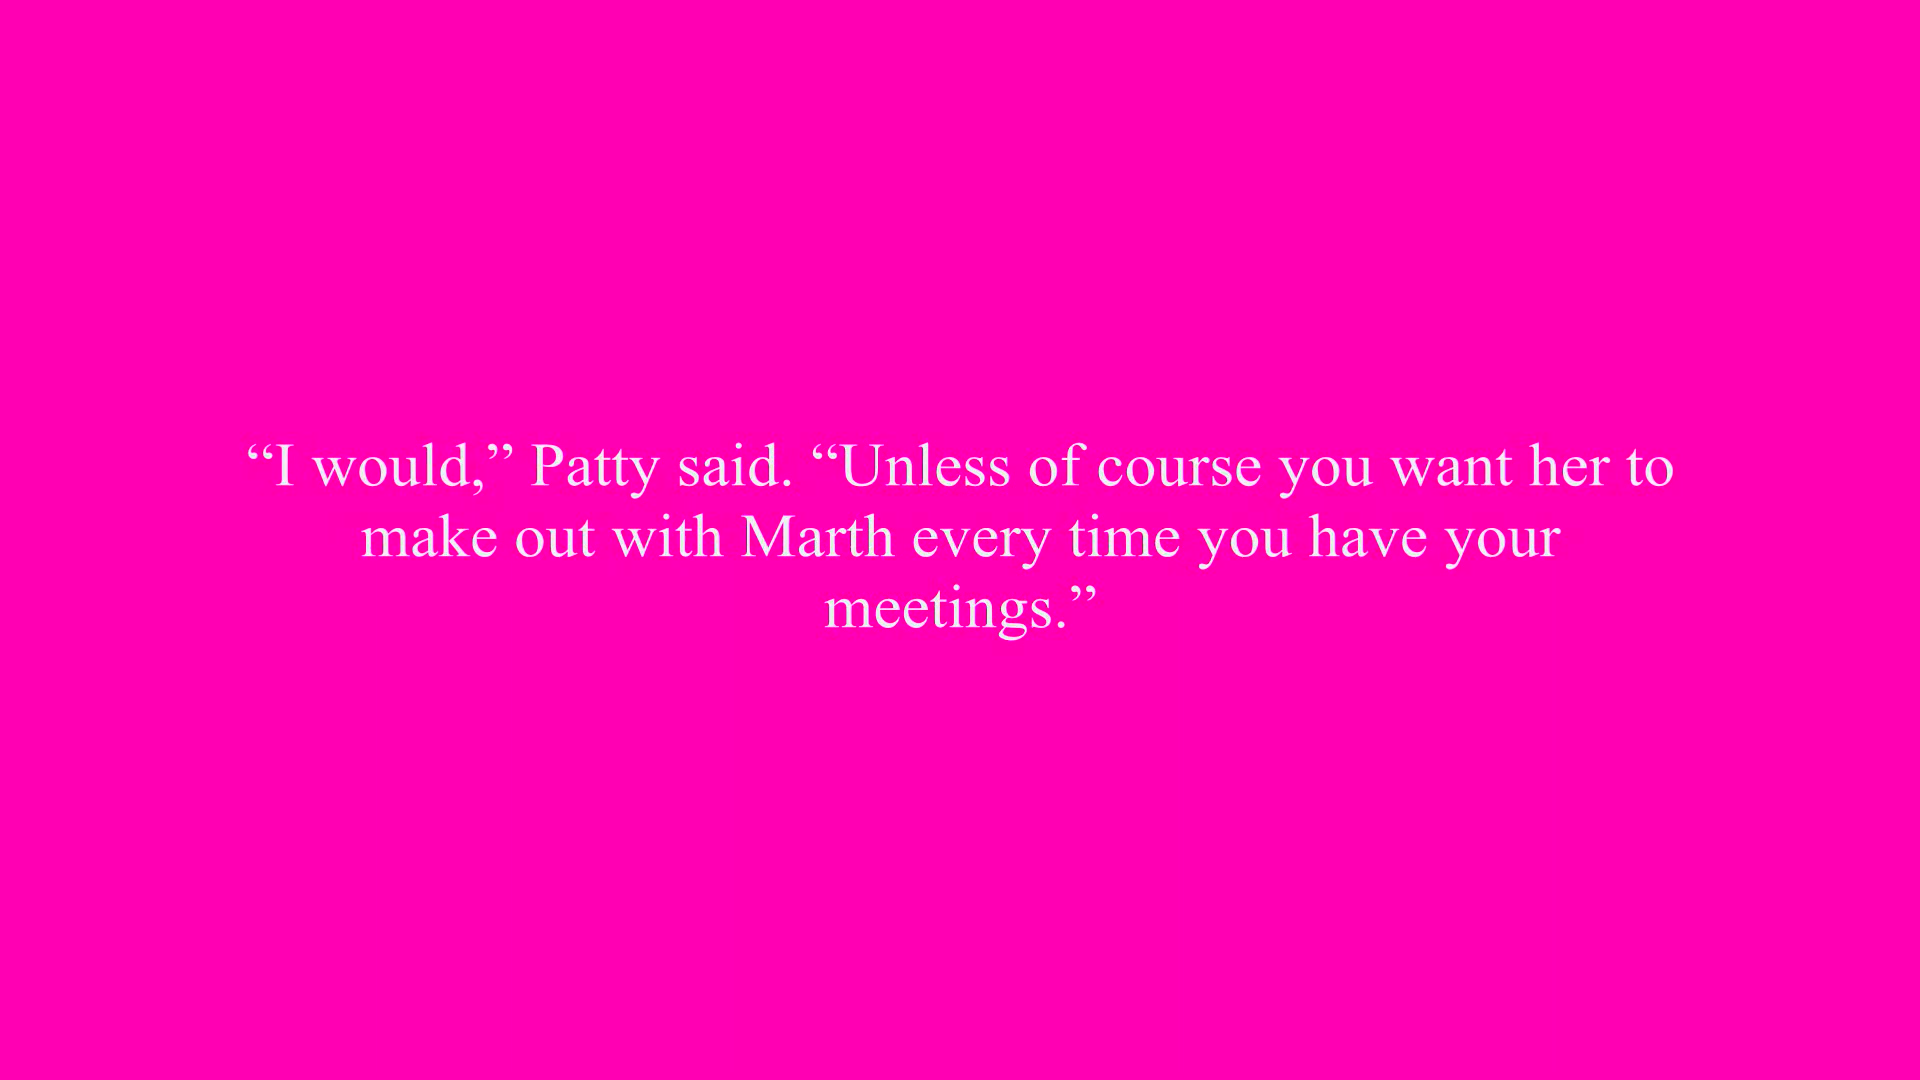 “I would,” Patty said. “Unless of course you want her to
make out with Marth every time you have your
meetings.”